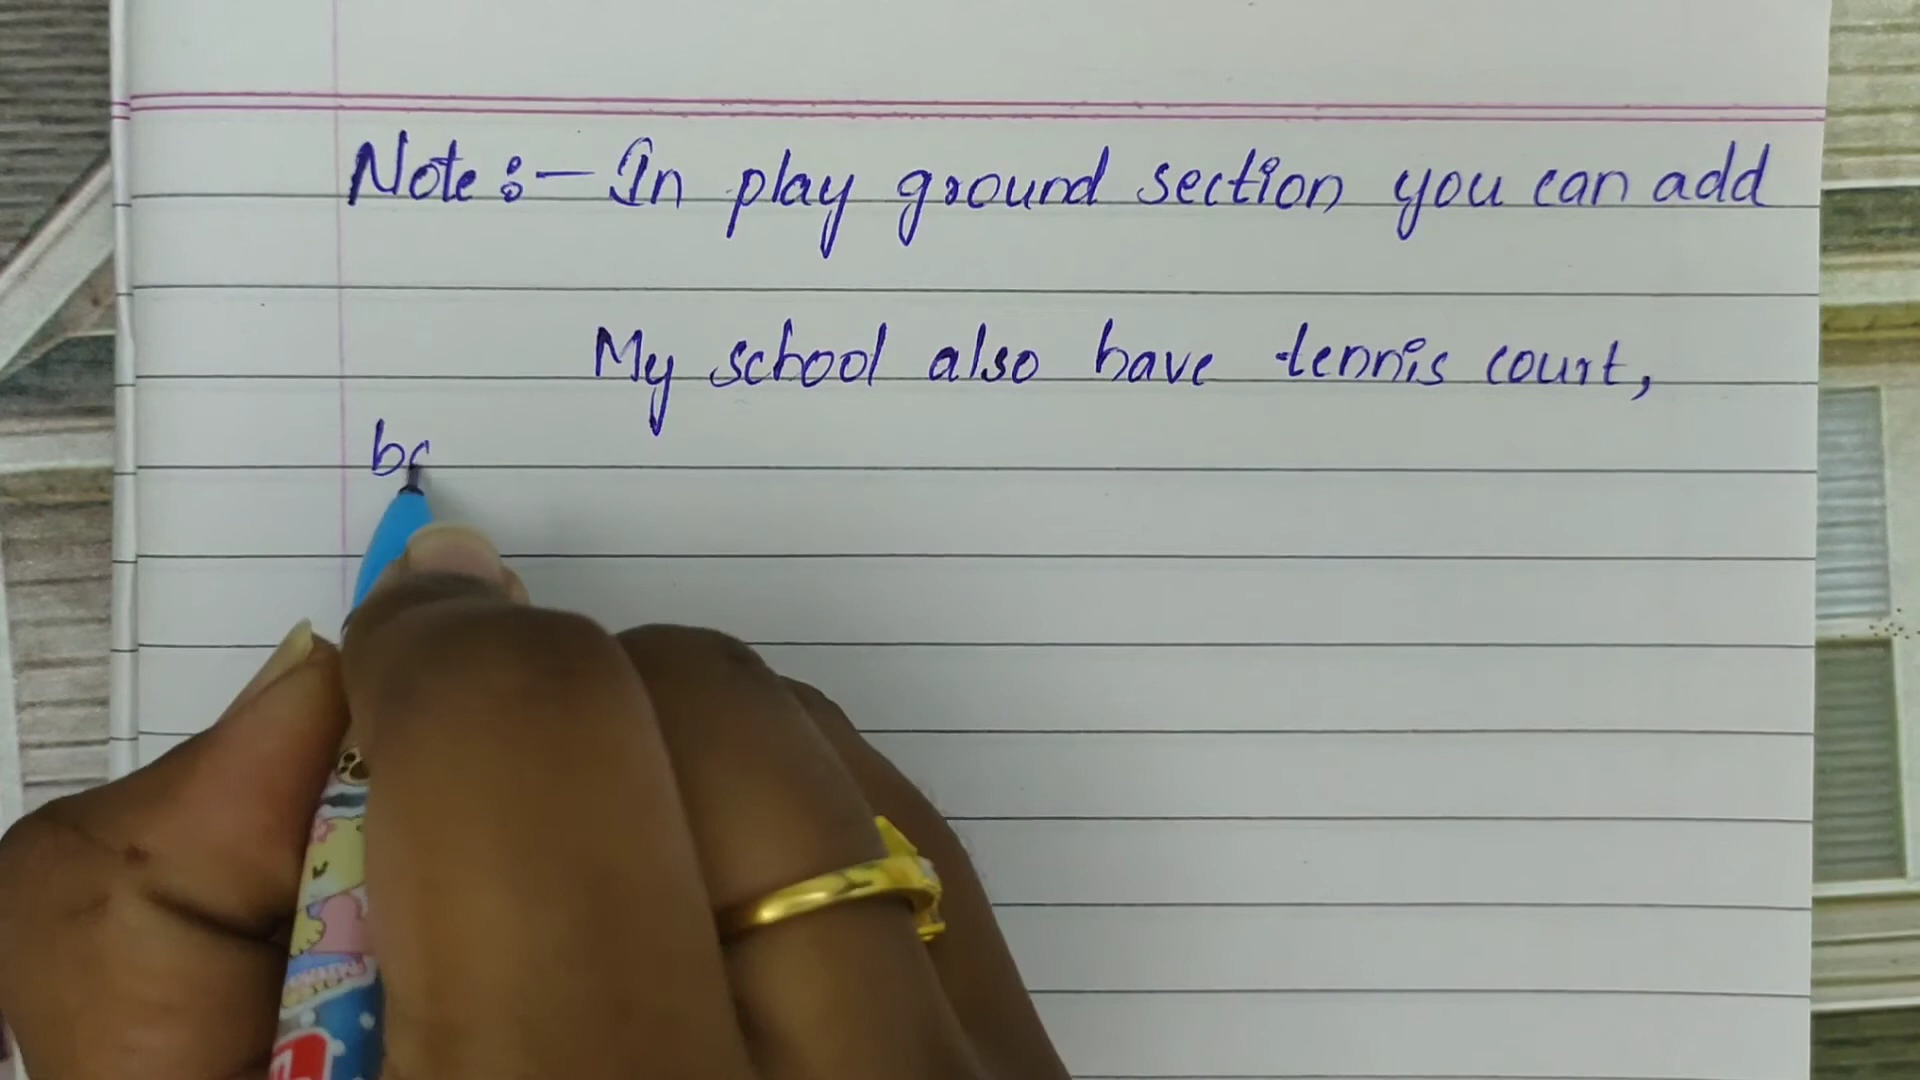 Note:- In play ground section you can add
My school also have tennis court,